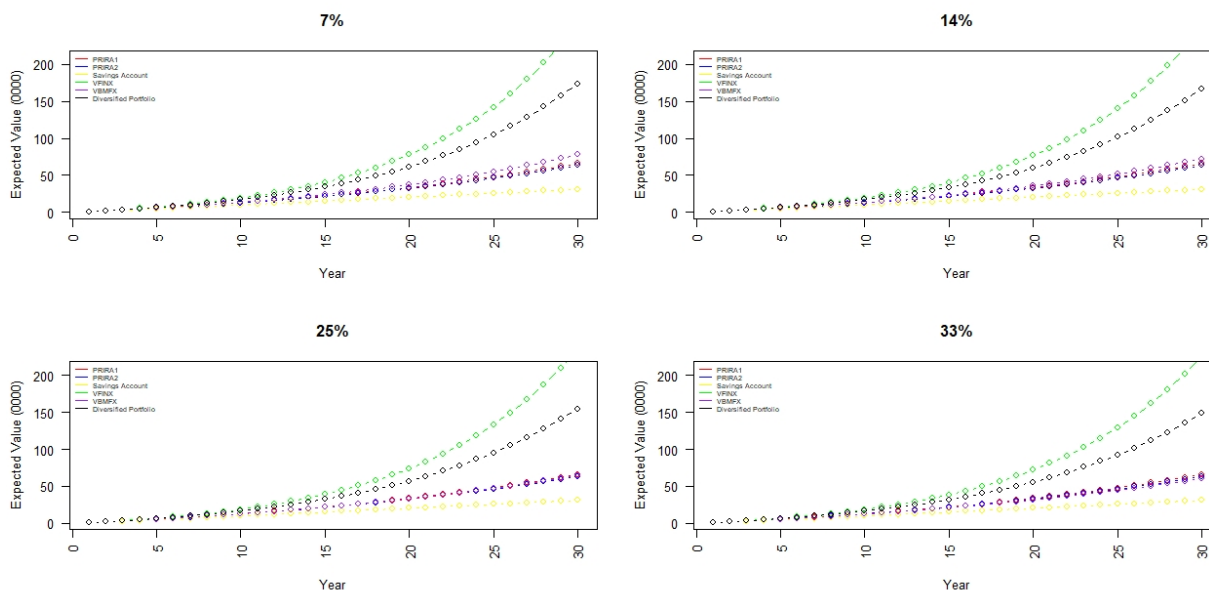 7%
Expected Value (0000)
200
150
100
50
0
PRIRA1
PRIRA2
Savings Account
VFINX
VBMFX
Diversified Portfolio
0 5 10 15 20 25 30
Year
14%
Expected Value (0000)
200
150
100
50
0
PRIRA1
PRIRA2
Savings Account
VFINX
VBMFX
Diversified Portfolio
0 5 10 15 20 25 30
Year
25%
Expected Value (0000)
200
150
100
50
0
PRIRA1
PRIRA2
Savings Account
VFINX
VBMFX
Diversified Portfolio
0 5 10 15 20 25 30
Year
33%
Expected Value (0000)
200
150
100
50
0
PRIRA1
PRIRA2
Savings Account
VFINX
VBMFX
Diversified Portfolio
0 5 10 15 20 25 30
Year